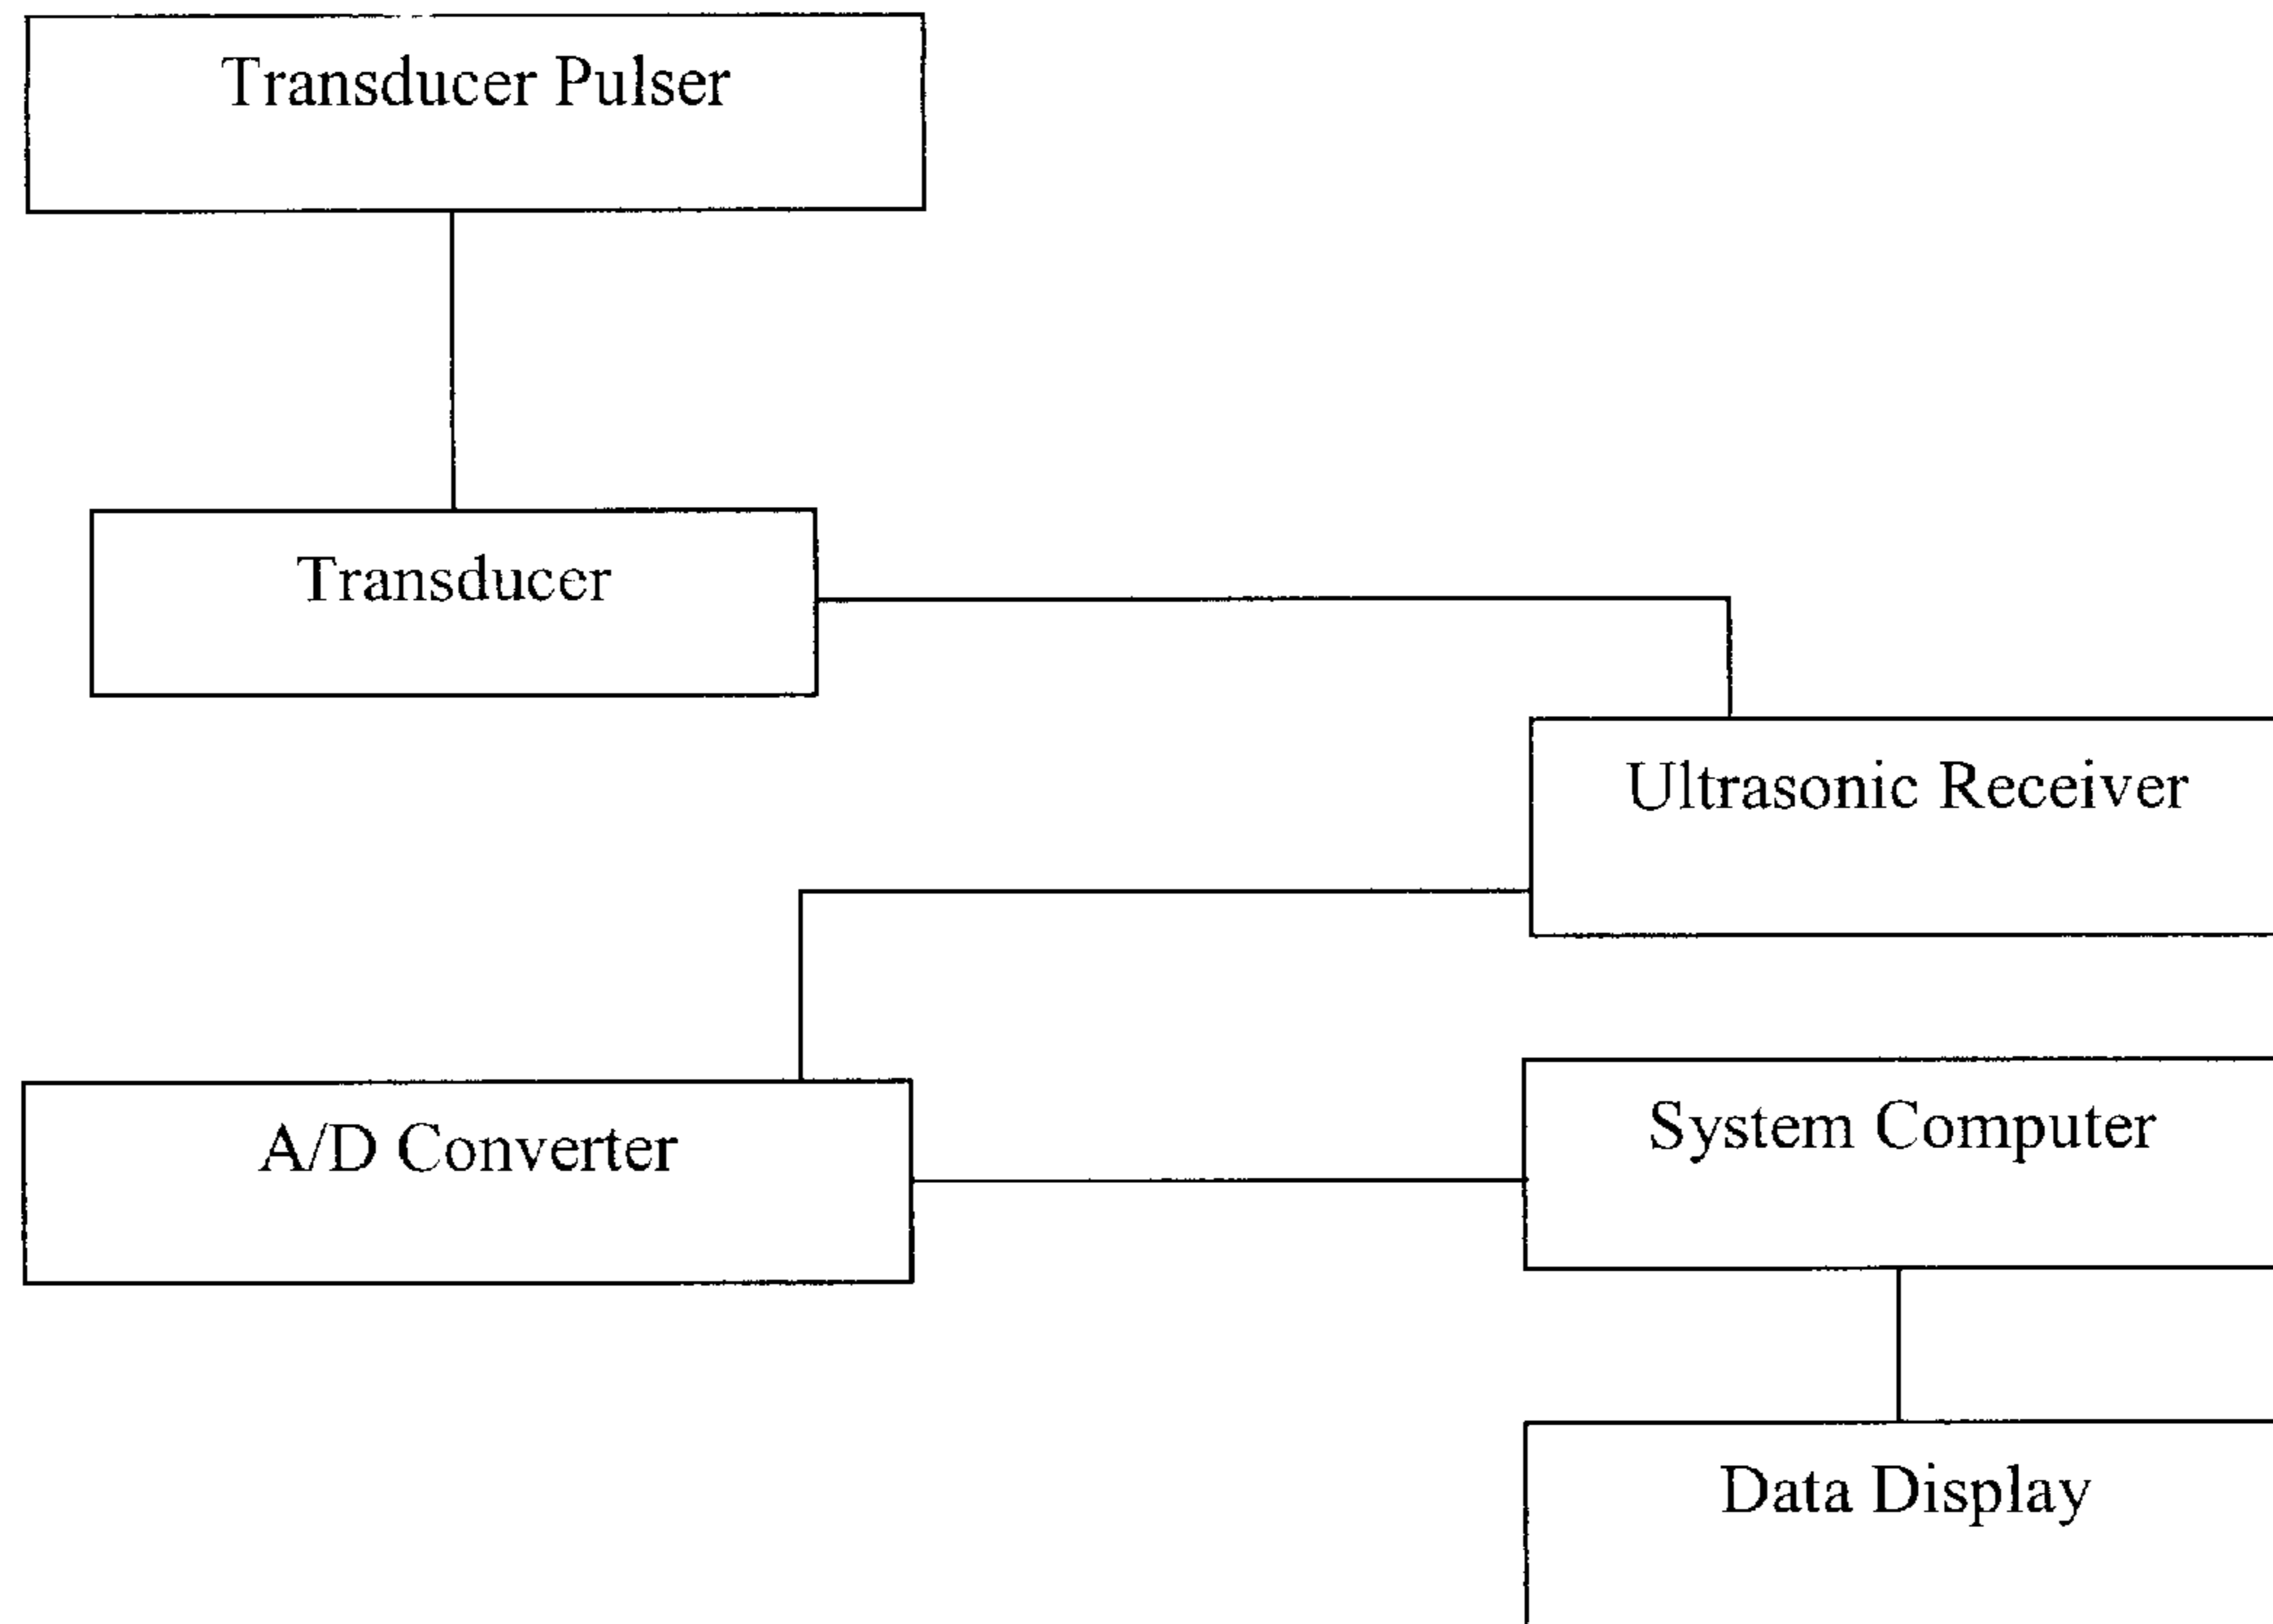 Transducer Pulser
Transducer
Ultrasonic Receiver
A/D Converter
System Computer
Data Display